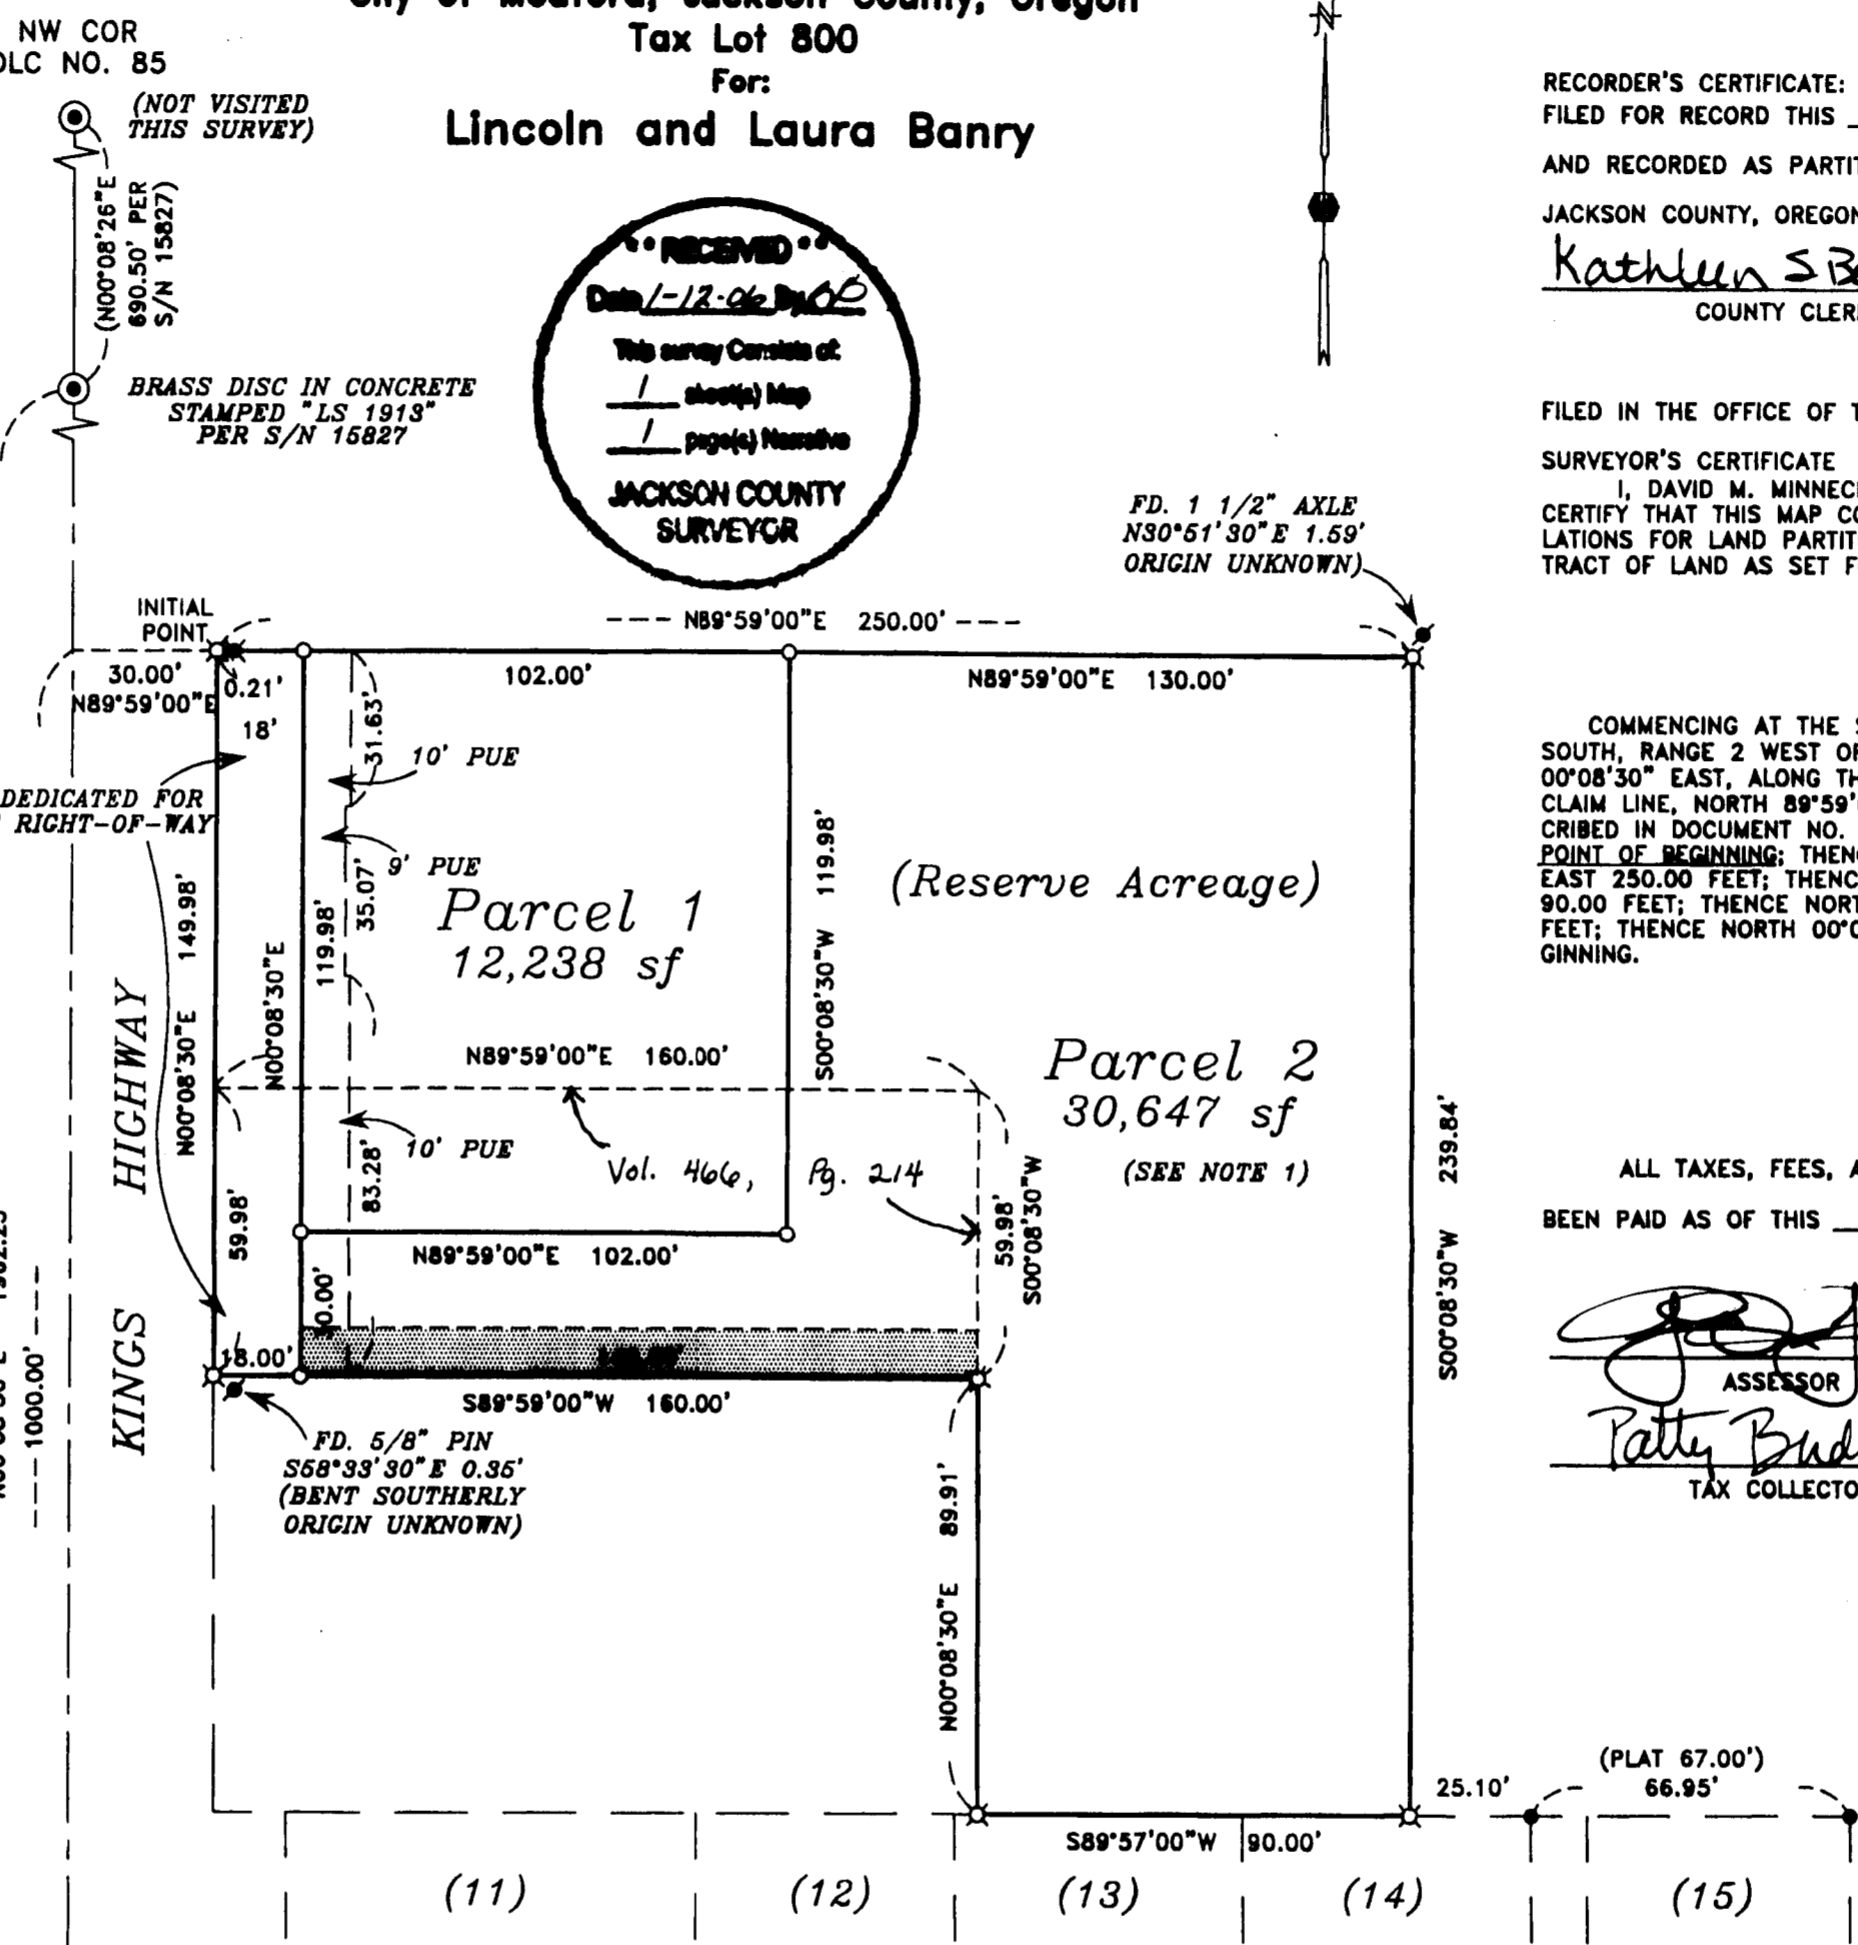 City of Medford, Jackson County, Oregon
Tax Lot 800
For:
Lincoln and Laura Banry
NW COR
DLC NO. 85
(NOT VISITED
THIS SURVEY)
(N00°08'26"E
690.50' PER
S/N 15827)
BRASS DISC IN CONCRETE
STAMPED "LS 1913"
PER S/N 15827
**RECEIVED**
Date 1-12-06 By
This survey Consists of:
1 sheet(s) Map
1 page(s) Narrative
JACKSON COUNTY
SURVEYOR
FD. 1 1/2" AXLE
N30°51'30"E 1.59'
ORIGIN UNKNOWN)
INITIAL
POINT
N89°59'00"E 250.00'
30.00'
N89°59'00"E
0.21'
18'
102.00'
N89°59'00"E 130.00'
31.63'
10' PUE
DEDICATED FOR
RIGHT-OF-WAY
9' PUE
35.07'
119.98'
N00°08'30"E
Parcel 1
12,238 sf
S00°08'30"W 119.98'
(Reserve Acreage)
N00°08'30"E 149.98'
KINGS HIGHWAY
N89°59'00"E 160.00'
Parcel 2
30,647 sf
(SEE NOTE 1)
10' PUE
83.28'
Vol. 466, Pg. 214
59.98'
59.98'
S00°08'30"W
S00°08'30"W 239.84'
N89°59'00"E 102.00'
18.00'
S89°59'00"W 160.00'
1000.00'
FD. 5/8" PIN
S58°33'30"E 0.35'
(BENT SOUTHERLY
ORIGIN UNKNOWN)
N00°08'30"E 89.91'
S89°57'00"W 90.00'
25.10'
(PLAT 67.00')
66.95'
(11)
(12)
(13)
(14)
(15)
RECORDER'S CERTIFICATE:
FILED FOR RECORD THIS
AND RECORDED AS PARTIT
JACKSON COUNTY, OREGON
Kathleen S Be
COUNTY CLER
FILED IN THE OFFICE OF T
SURVEYOR'S CERTIFICATE
I, DAVID M. MINNECI
CERTIFY THAT THIS MAP CO
LATIONS FOR LAND PARTIT
TRACT OF LAND AS SET F
COMMENCING AT THE S
SOUTH, RANGE 2 WEST OF
00°08'30" EAST, ALONG TH
CLAIM LINE, NORTH 89°59'
CRIBED IN DOCUMENT NO.
POINT OF BEGINNING; THENC
EAST 250.00 FEET; THENCE
90.00 FEET; THENCE NORT
FEET; THENCE NORTH 00°0
GINNING.
ALL TAXES, FEES, A
BEEN PAID AS OF THIS
ASSESSOR
Patty
TAX COLLECTO